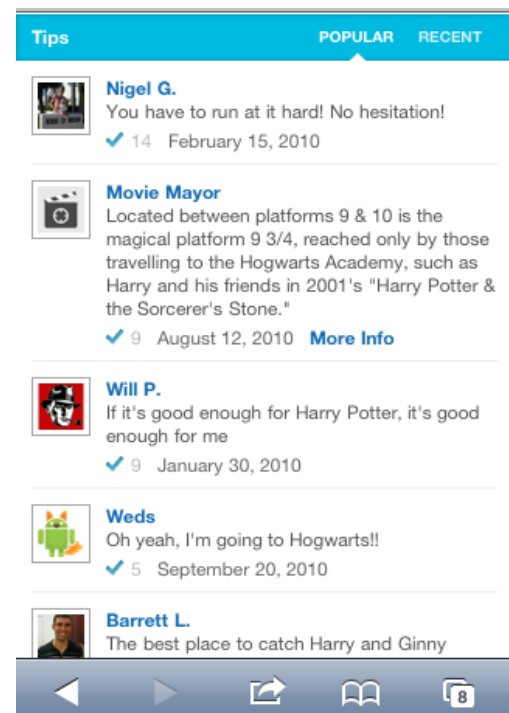 Tips POPULAR RECENT
Nigel G.
You have to run at it hard! No hesitation!
14 February 15, 2010
Movie Mayor
Located between platforms 9 & 10 is the
magical platform 9 3/4, reached only by those
travelling to the Hogwarts Academy, such as
Harry and his friends in 2001's "Harry Potter &
the Sorcerer's Stone."
9 August 12, 2010 More Info
Will P.
If it's good enough for Harry Potter, it's good
enough for me
9 January 30, 2010
Weds
Oh yeah, I'm going to Hogwarts!!
5 September 20, 2010
Barrett L.
The best place to catch Harry and Ginny
8